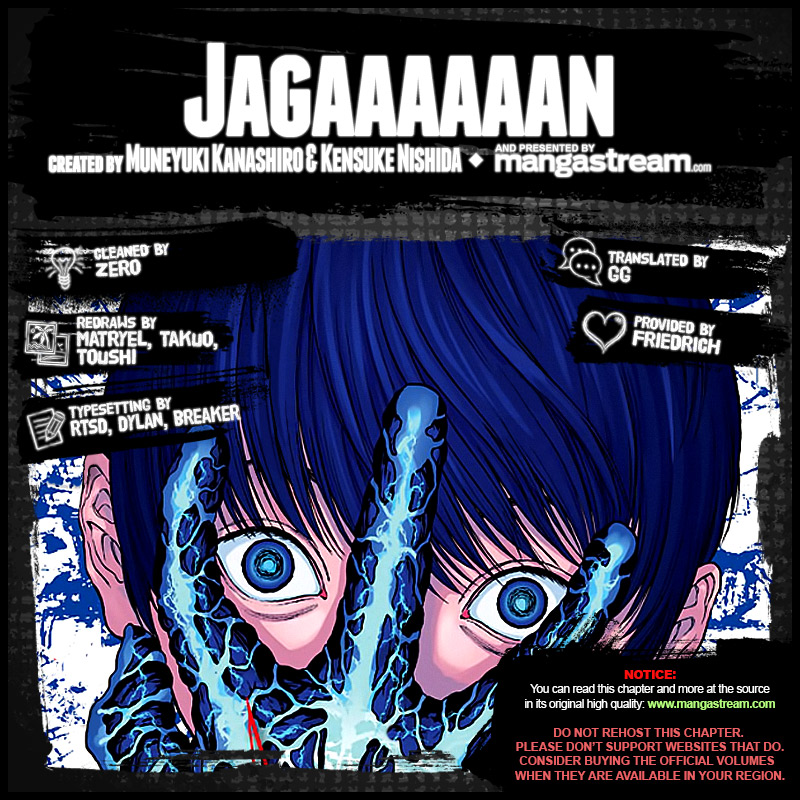 JAGAAAAAAN
CREATED BY MUNEYUKI KANASHIRO & KENSUKE NISHIDA ◆ AND PRESENTED BY mangastream.com
CLEANED BY
ZERO
REDRAWS BY
MATRYEL, TAKUO,
TOUSHI
TYPESETTING BY
RTSD, DYLAN, BREAKER
TRANSLATED BY
GG
PROVIDED BY
FRIEDRICH
NOTICE:
You can read this chapter and more at the source
in its original high quality: www.mangastream.com
DO NOT REHOST THIS CHAPTER.
PLEASE DON'T SUPPORT WEBSITES THAT DO.
CONSIDER BUYING THE OFFICIAL VOLUMES
WHEN THEY ARE AVAILABLE IN YOUR REGION.